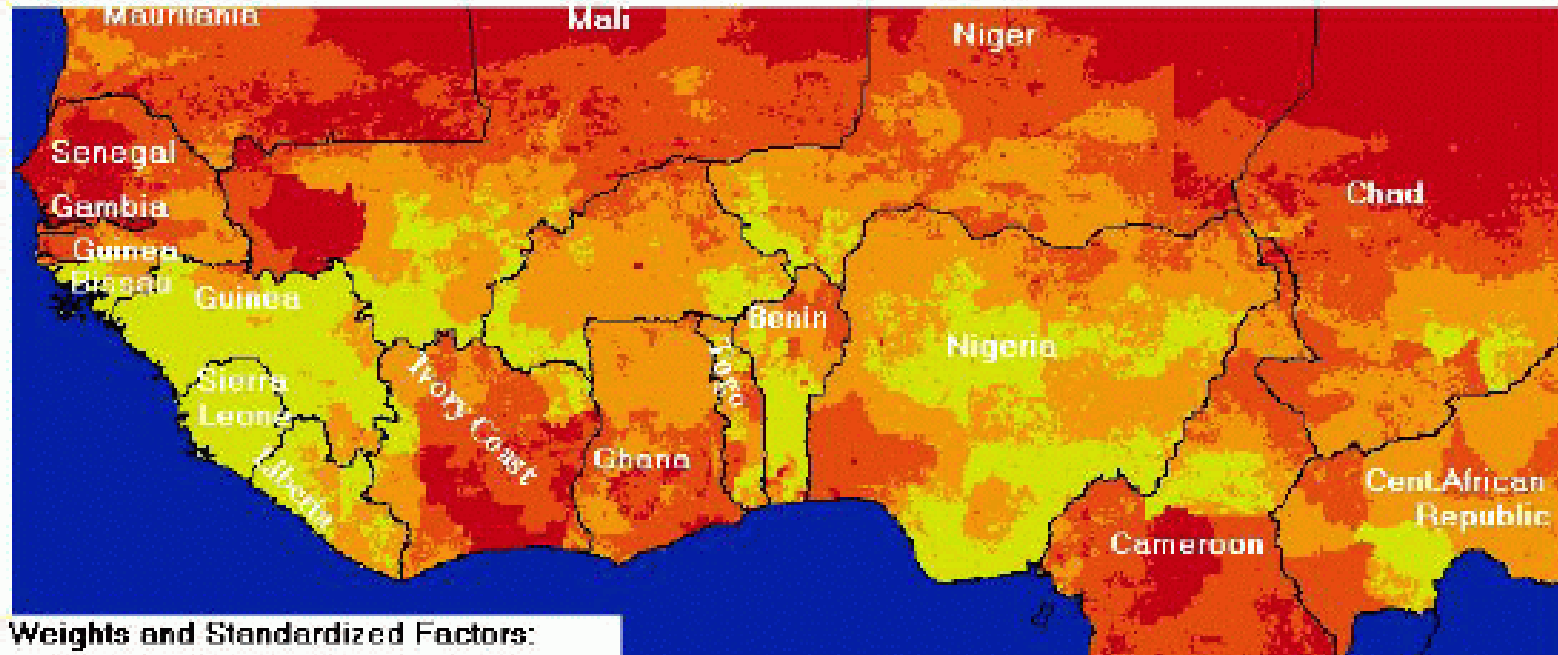 Mauritania
Mali
Niger
Senegal
Gambia
Guinea
Bissau
Guinea
Chad
Benin
Togo
Nigeria
Sierra
Leone
Ivory Coast
Liberia
Ghana
Cent.African
Republic
Cameroon
Weights and Standardized Factors: